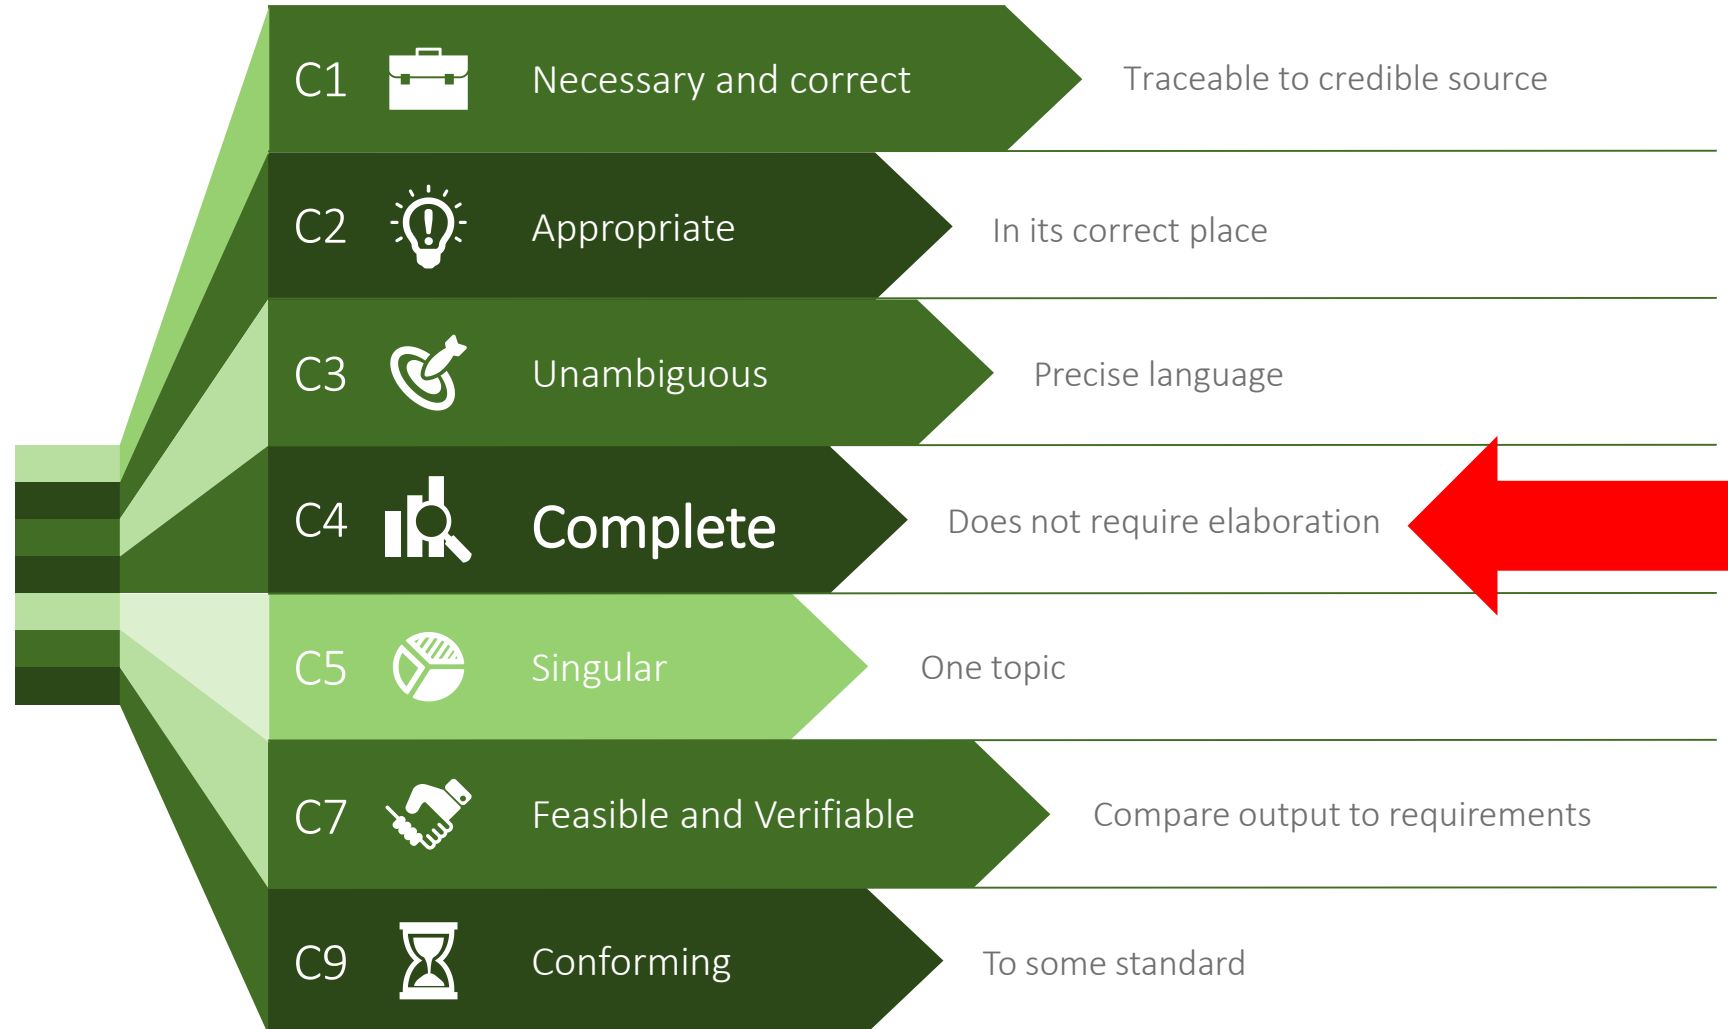 C1 Necessary and correct Traceable to credible source
C2 Appropriate In its correct place
C3 Unambiguous Precise language
C4 Complete Does not require elaboration
C5 Singular One topic
C7 Feasible and Verifiable Compare output to requirements
C9 Conforming To some standard